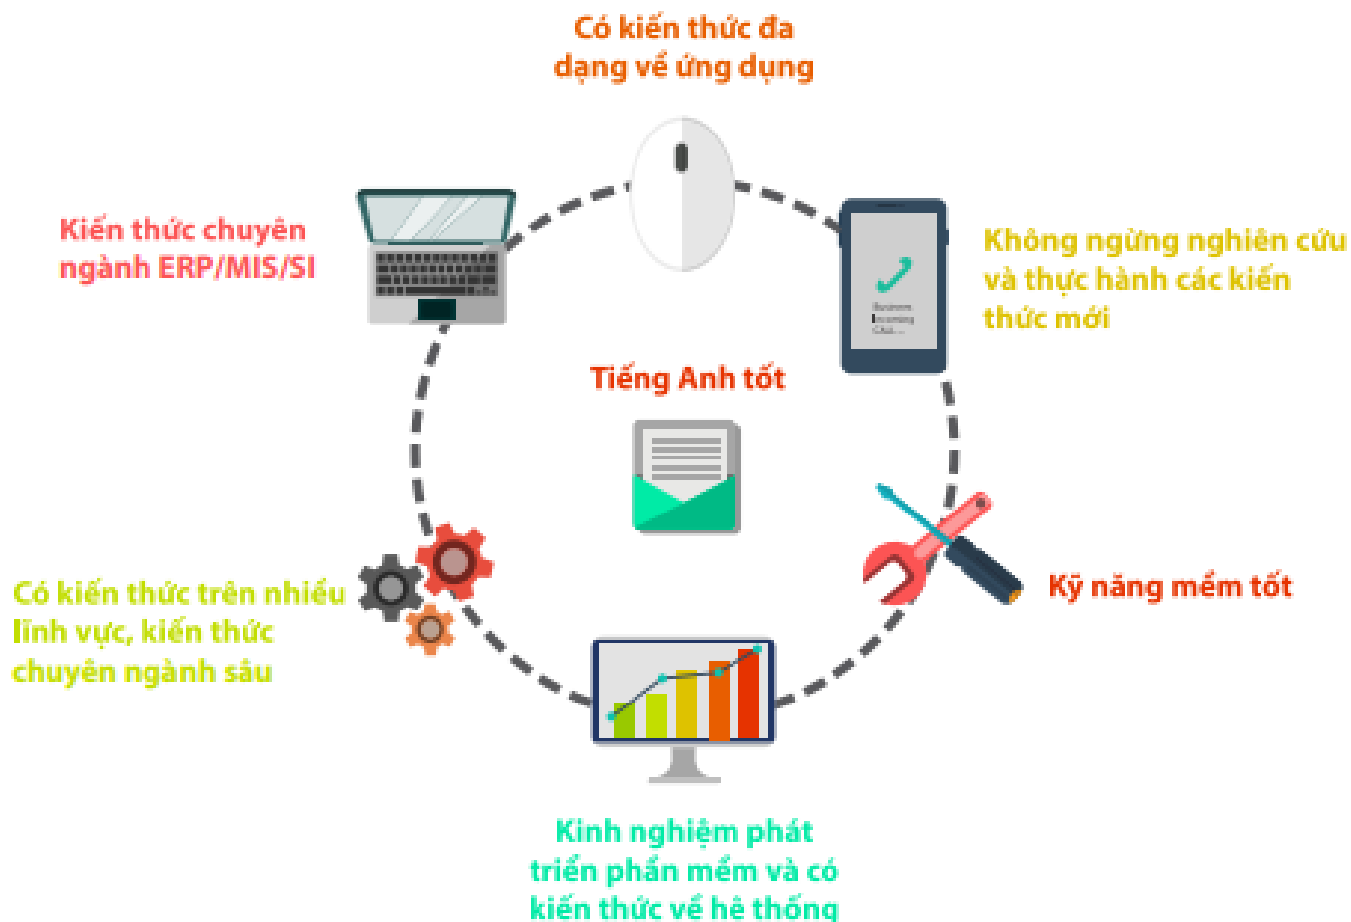 Có kiến thức đa
dạng về ứng dụng
Kiến thức chuyên
ngành ERP/MIS/SI
Không ngừng nghiên cứu
và thực hành các kiến
thức mới
Business
Incoming
CALL ...
Tiếng Anh tốt
Có kiến thức trên nhiều
lĩnh vực, kiến thức
chuyên ngành sâu
Kỹ năng mềm tốt
Kinh nghiệm phát
triển phần mềm và có
kiến thức về hệ thống